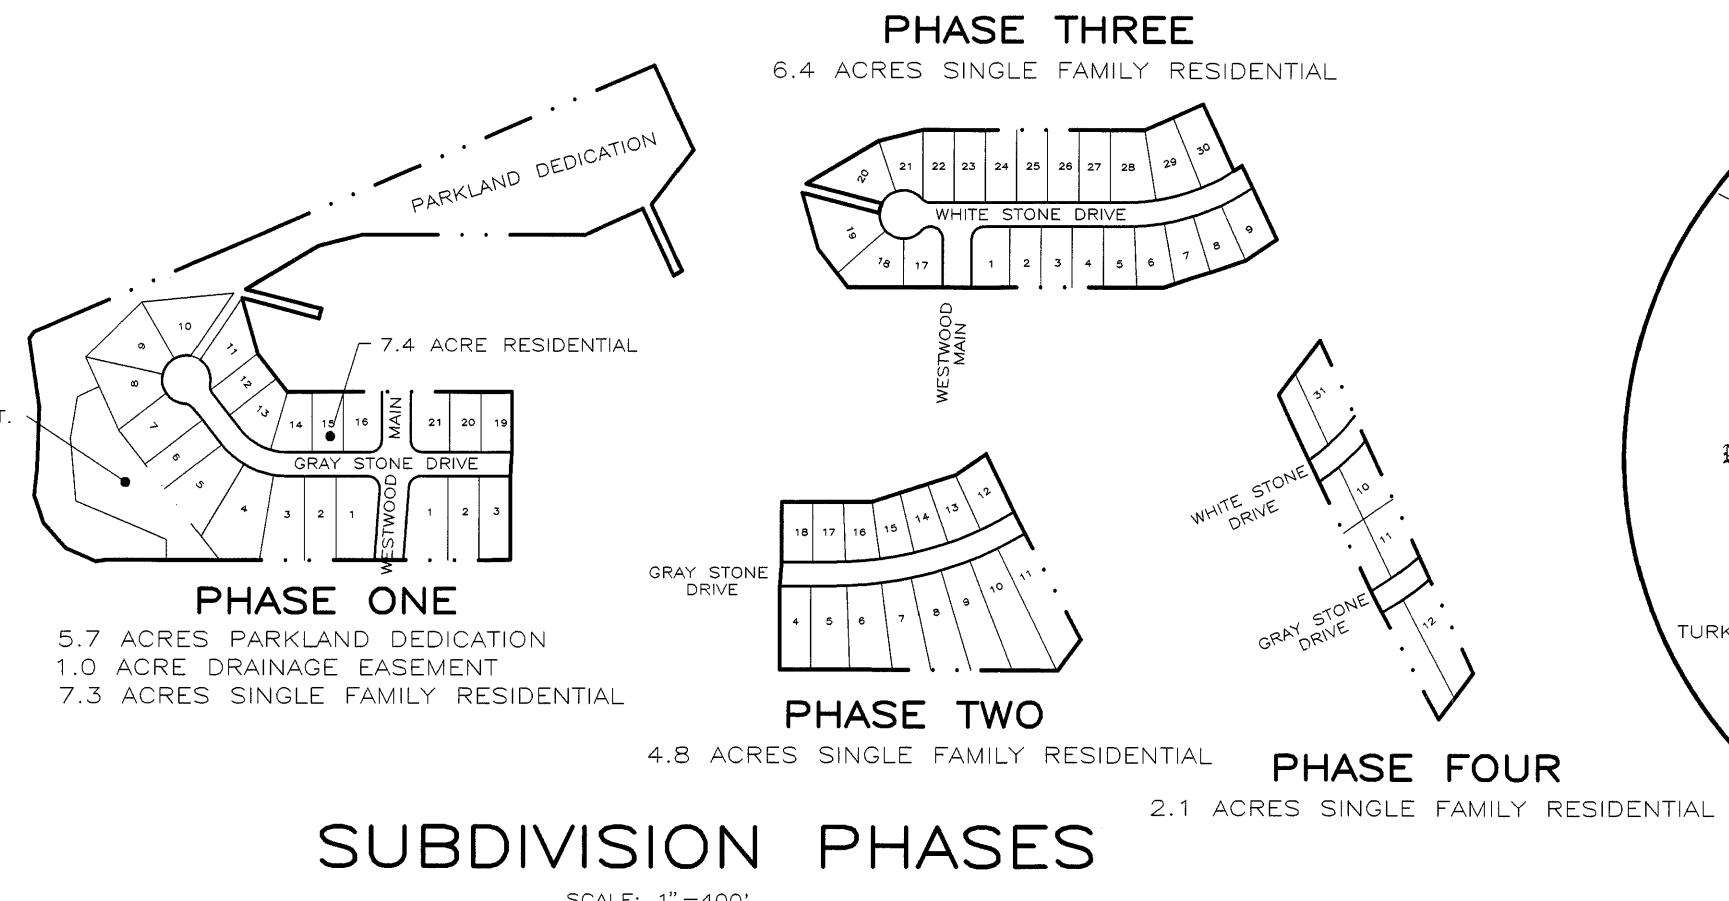 PHASE THREE
6.4 ACRES SINGLE FAMILY RESIDENTIAL
PARKLAND DEDICATION
20
21
22
23
24
25
26
27
28
29
30
WHITE STONE DRIVE
19
18
17
1
2
3
4
5
6
7
8
9
WESTWOOD
MAIN
7.4 ACRE RESIDENTIAL
10
9
8
7
6
5
4
11
12
13
14
15
16
MAIN
21
20
19
GRAY STONE DRIVE
3
2
1
WESTWOOD
1
2
3
T.
PHASE ONE
5.7 ACRES PARKLAND DEDICATION
1.0 ACRE DRAINAGE EASEMENT
7.3 ACRES SINGLE FAMILY RESIDENTIAL
18
17
16
15
14
13
12
GRAY STONE
DRIVE
4
5
6
7
8
9
10
11
PHASE TWO
4.8 ACRES SINGLE FAMILY RESIDENTIAL
31
WHITE STONE
DRIVE
10
11
GRAY STONE
DRIVE
12
PHASE FOUR
2.1 ACRES SINGLE FAMILY RESIDENTIAL
TURK
SUBDIVISION PHASES
SCALE: 1"=400'